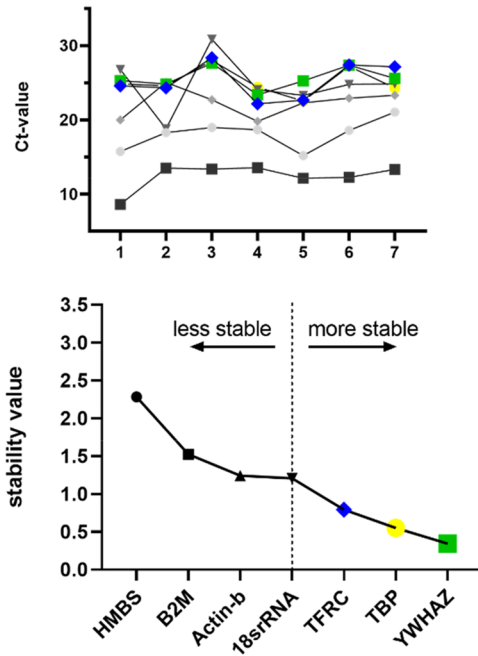 Ct-value
30
20
10
1 2 3 4 5 6 7
stability value
3.5
3.0
2.5
2.0
1.5
1.0
0.5
0.0
less stable more stable
HMBS
B2M
Actin-b
18srRNA
TFRC
TBP
YWHAZ